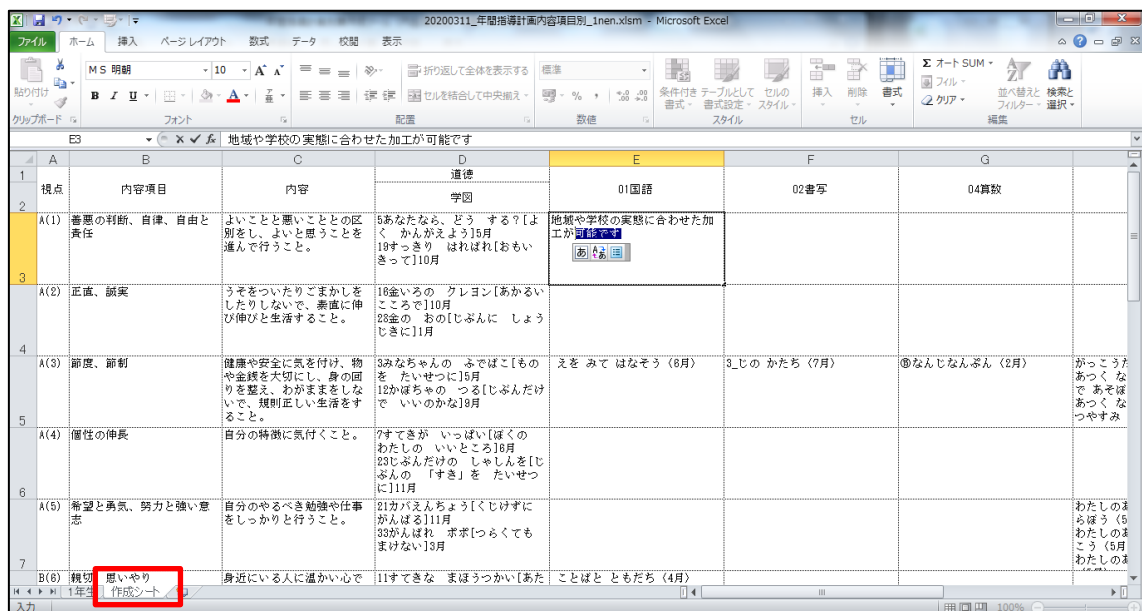 20200311_年間指導計画内容項目別_1nen.xlsm - Microsoft Excel
ファイル ホーム 挿入 ページレイアウト 数式 データ 校閲 表示
MS 明朝 10 折り返して全体を表示する 標準 Σ オート SUM
貼り付け B I U セルを結合して中央揃え % , 条件付き書式 テーブルとして書式設定 セルのスタイル 挿入 削除 書式 フィル クリア 並べ替えとフィルター 検索と選択
クリップボード フォント 配置 数値 スタイル セル 編集
E3 fx 地域や学校の実態に合わせた加工が可能です
A B C D E F G
1 道徳
2 視点 内容項目 内容 学図 01国語 02書写 04算数
3 A(1) 善悪の判断、自律、自由と
責任
よいことと悪いこととの区
別をし、よいと思うことを
進んで行うこと。
5あなたなら、どう する?[よ
く かんがえよう]5月
19すっきり はればれ[おもい
きって]10月
地域や学校の実態に合わせた加
工が可能です
4 A(2) 正直、誠実
うそをついたりごまかしを
したりしないで、素直に伸
び伸びと生活すること。
16金いろの クレヨン[あかるい
こころで]10月
28金の おの[じぶんに しょう
じきに]1月
5 A(3) 節度、節制
健康や安全に気を付け、物
や金銭を大切にし、身の回
りを整え、わがままをしな
いで、規則正しい生活をす
ること。
3みなちゃんの ふでばこ[もの
を たいせつに]5月
12かぼちゃの つる[じぶんだけ
で いいのかな]9月
えを みて はなそう（6月）
3_じの かたち（7月）
⑯なんじなんぷん（2月）
がっこうた
あつく な
で あそぼ
あつく な
つやすみ
6 A(4) 個性の伸長
自分の特徴に気付くこと。
7すてきが いっぱい[ぼくの
わたしの いいところ]6月
23じぶんだけの しゃしんを[じ
ぶんの 「すき」を たいせつ
に]11月
7 A(5) 希望と勇気、努力と強い意
志
自分のやるべき勉強や仕事
をしっかりと行うこと。
21カバえんちょう[くじけずに
がんばる]11月
33がんばれ ポポ[つらくても
まけない]3月
わたしのあ
らぼう（5
わたしのあ
こう（5月
わたしのあ
B(6) 親切 思いやり 身近にいる人に温かい心で 11すてきな まほうつかい[あた ことばと ともだち（4月）
1年生 作成シート
入力 100%